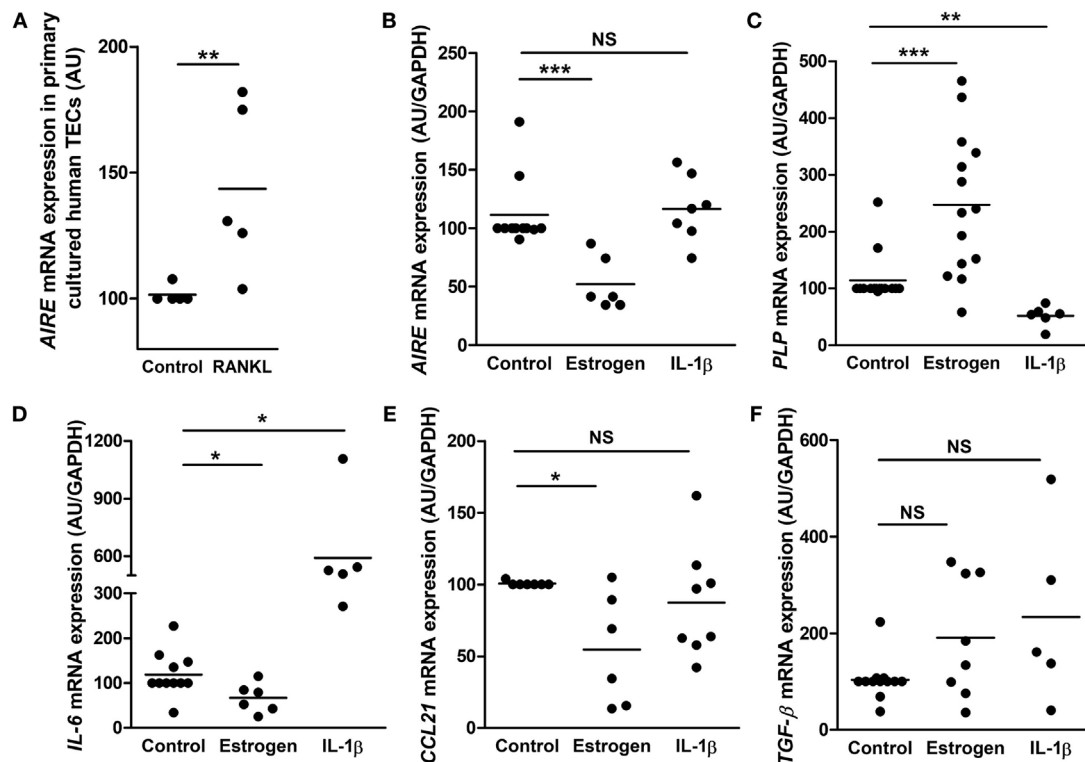 A
AIRE mRNA expression in primary
cultured human TECs (AU)
200
150
100
**
Control RANKL
B
AIRE mRNA expression (AU/GAPDH)
250
200
150
100
50
0
NS
***
Control Estrogen IL-1β
C
PLP mRNA expression (AU/GAPDH)
500
400
300
200
100
0
**
***
Control Estrogen IL-1β
D
IL-6 mRNA expression (AU/GAPDH)
1200
900
600
300
200
100
0
*
*
Control Estrogen IL-1β
E
CCL21 mRNA expression (AU/GAPDH)
200
150
100
50
0
NS
*
Control Estrogen IL-1β
F
TGF-β mRNA expression (AU/GAPDH)
600
400
200
0
NS
NS
Control Estrogen IL-1β